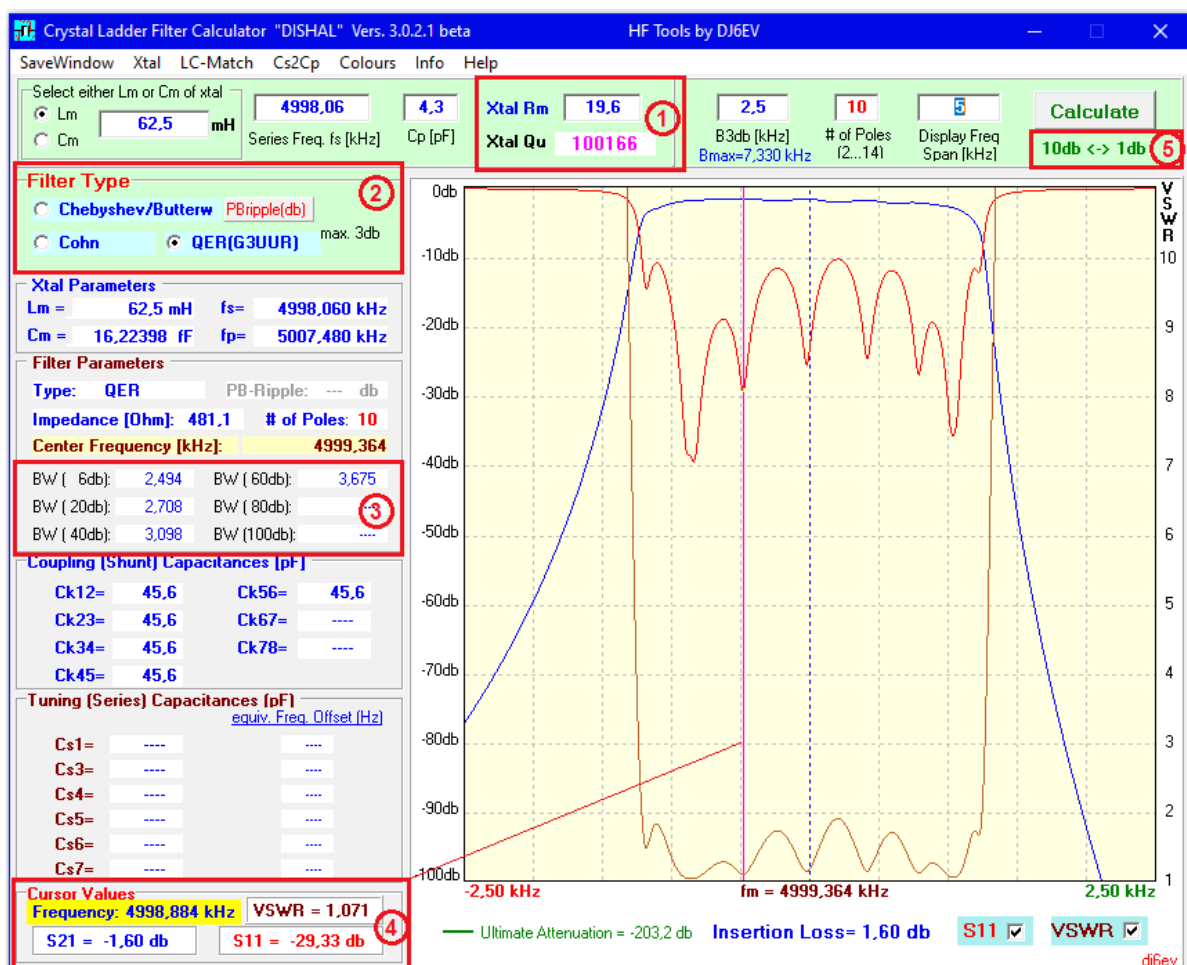 Crystal Ladder Filter Calculator "DISHAL" Vers. 3.0.2.1 beta HF Tools by DJ6EV
SaveWindow Xtal LC-Match Cs2Cp Colours Info Help
Select either Lm or Cm of xtal
Lm
Cm
62,5 mH
4998,06
Series Freq. fs [kHz]
4,3
Cp [pF]
Xtal Rm 19,6
Xtal Qu 100166
1
2,5
B3db [kHz]
Bmax=7,330 kHz
10
# of Poles
(2...14)
5
Display Freq
Span [kHz]
Calculate
10db <-> 1db
5
Filter Type
2
Chebyshev/Butterw PBripple(db)
max. 3db
Cohn QER(G3UUR)
Xtal Parameters
Lm = 62,5 mH fs= 4998,060 kHz
Cm = 16,22398 fF fp= 5007,480 kHz
Filter Parameters
Type: QER PB-Ripple: --- db
Impedance [Ohm]: 481,1 # of Poles: 10
Center Frequency [kHz]: 4999,364
BW ( 6db): 2,494 BW ( 60db): 3,675
BW ( 20db): 2,708 BW ( 80db): ----
BW ( 40db): 3,098 BW (100db): ----
3
Coupling (Shunt) Capacitances [pF]
Ck12= 45,6 Ck56= 45,6
Ck23= 45,6 Ck67= ----
Ck34= 45,6 Ck78= ----
Ck45= 45,6
Tuning (Series) Capacitances [pF]
equiv. Freq. Offset [Hz]
Cs1= ---- ----
Cs3= ---- ----
Cs4= ---- ----
Cs5= ---- ----
Cs6= ---- ----
Cs7= ---- ----
Cursor Values
Frequency: 4998,884 kHz VSWR = 1,071
S21 = -1,60 db S11 = -29,33 db
4
0db
-10db
-20db
-30db
-40db
-50db
-60db
-70db
-80db
-90db
-100db
VSWR
10
9
8
7
6
5
4
3
2
1
-2,50 kHz fm = 4999,364 kHz 2,50 kHz
Ultimate Attenuation = -203,2 db Insertion Loss= 1,60 db S11 VSWR
dj6ev